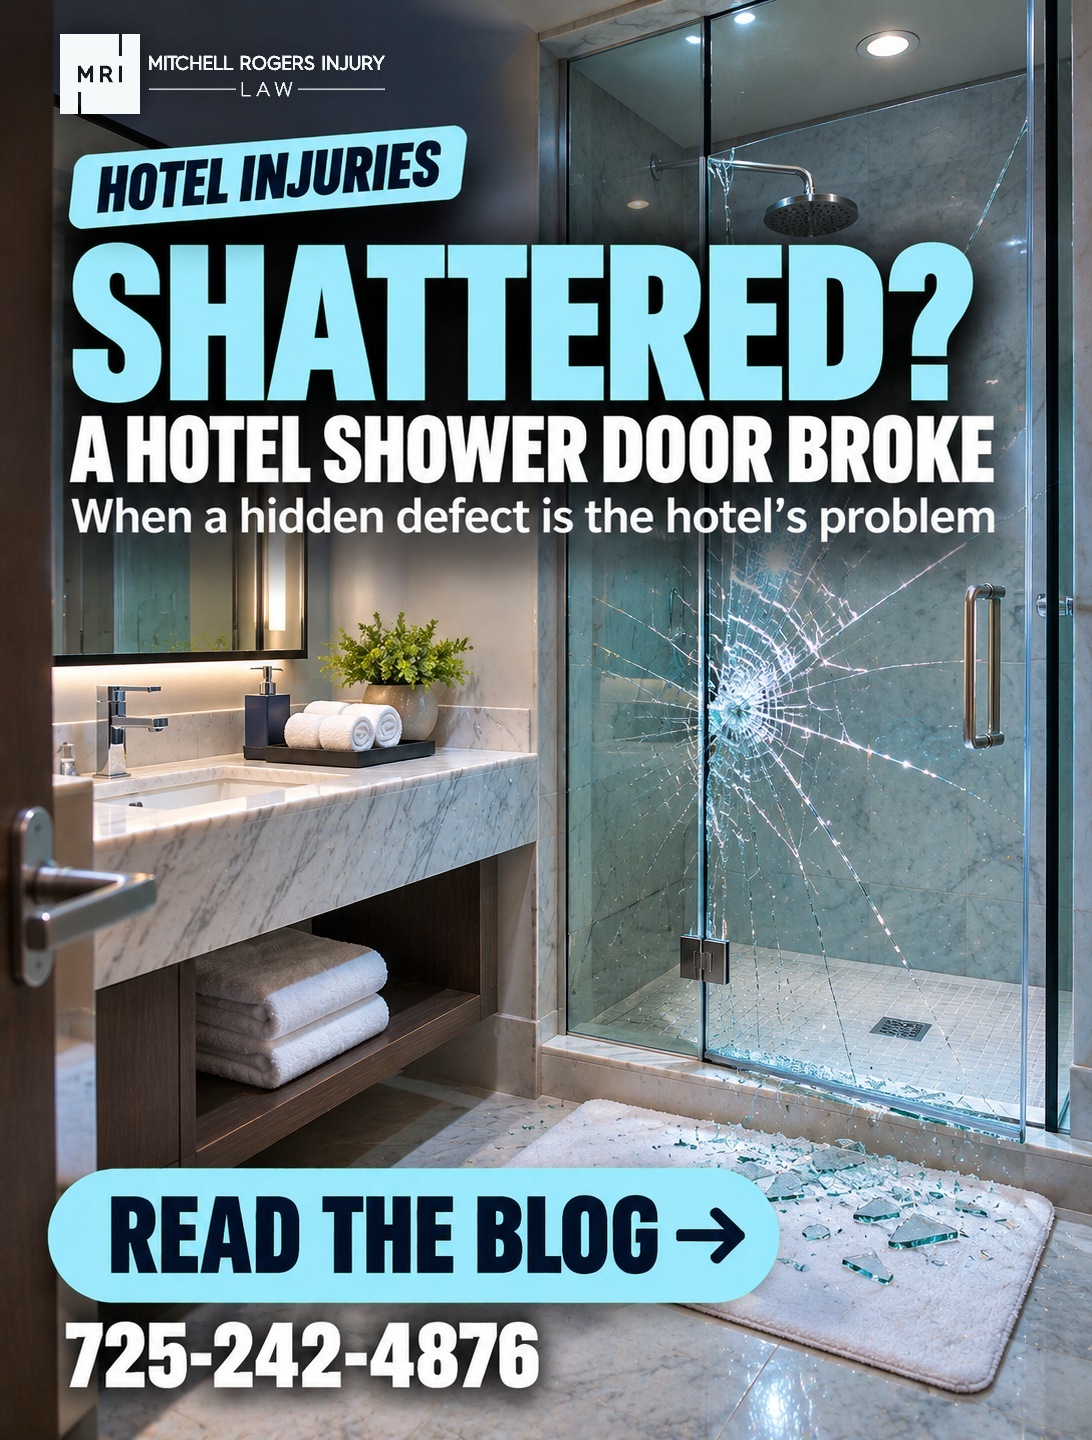 MRI
MITCHELL ROGERS INJURY
LAW
HOTEL INJURIES
SHATTERED?
A HOTEL SHOWER DOOR BROKE
When a hidden defect is the hotel's problem
READ THE BLOG →
725-242-4876